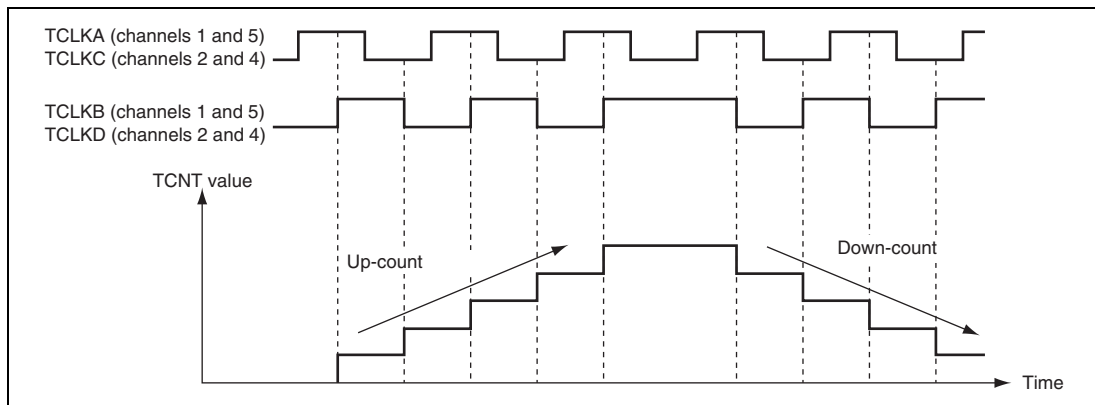 TCLKA (channels 1 and 5)
TCLKC (channels 2 and 4)
TCLKB (channels 1 and 5)
TCLKD (channels 2 and 4)
TCNT value
Up-count
Down-count
Time